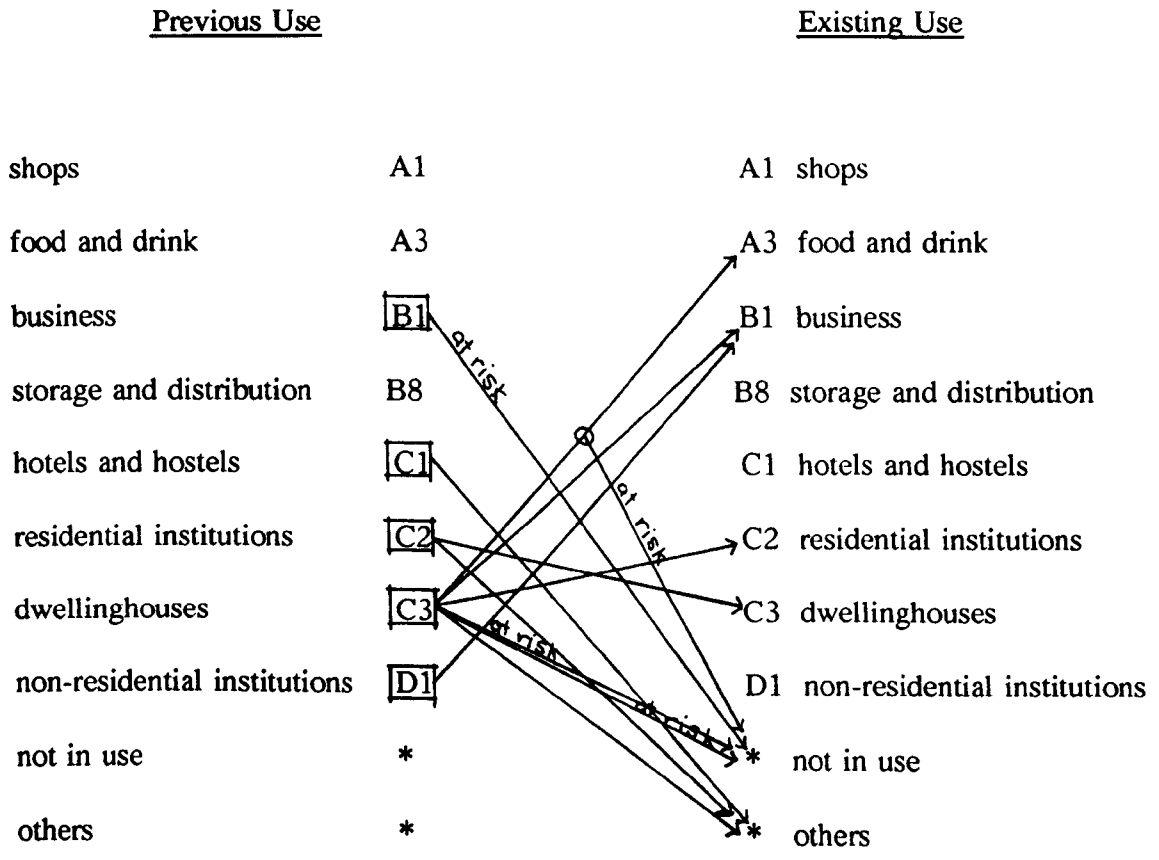 Previous Use Existing Use
shops A1 A1 shops
food and drink A3 A3 food and drink
business B1 B1 business
at risk
storage and distribution B8 B8 storage and distribution
hotels and hostels C1 C1 hotels and hostels
at risk
residential institutions C2 C2 residential institutions
dwellinghouses C3 C3 dwellinghouses
at risk
non-residential institutions D1 D1 non-residential institutions
at risk
not in use * * not in use
others * * others